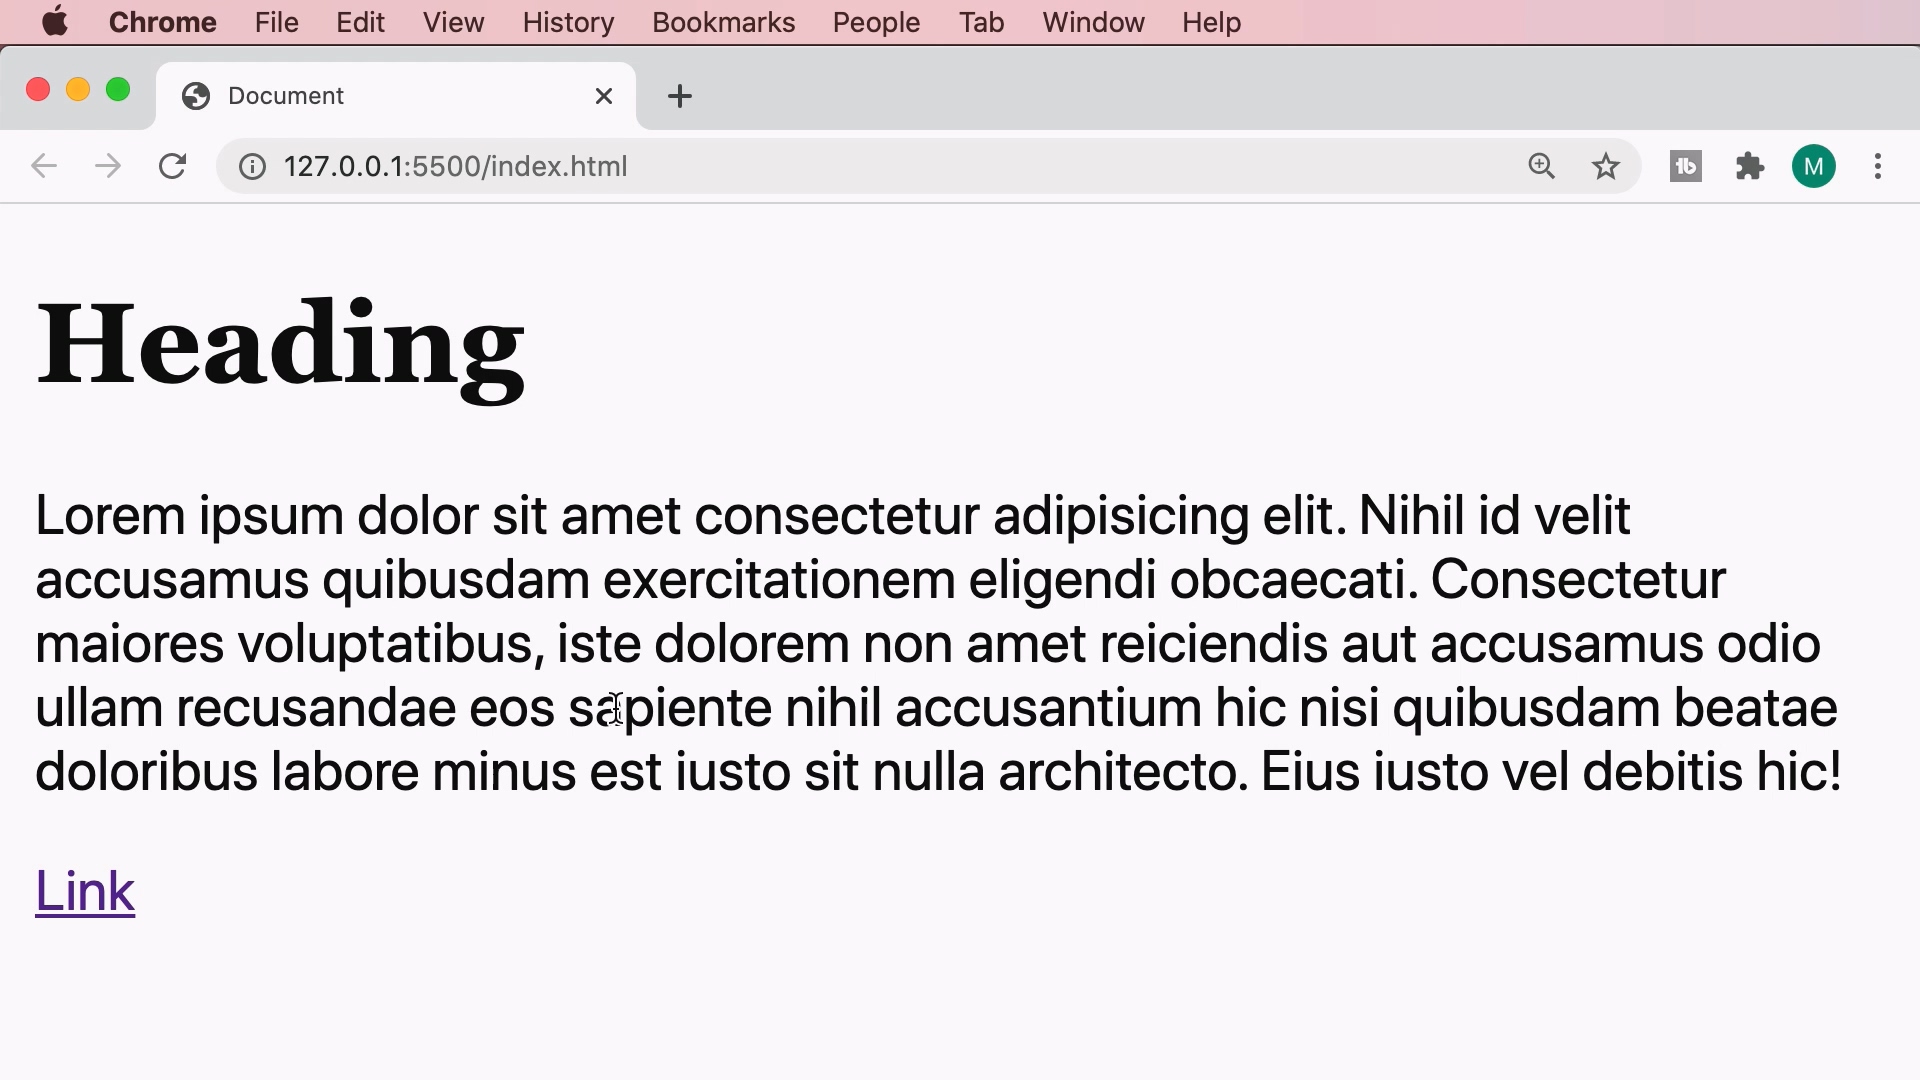 Chrome File Edit View History Bookmarks People Tab Window Help
Document
127.0.0.1:5500/index.html
tb
M
Heading
Lorem ipsum dolor sit amet consectetur adipisicing elit. Nihil id velit
accusamus quibusdam exercitationem eligendi obcaecati. Consectetur
maiores voluptatibus, iste dolorem non amet reiciendis aut accusamus odio
ullam recusandae eos sapiente nihil accusantium hic nisi quibusdam beatae
doloribus labore minus est iusto sit nulla architecto. Eius iusto vel debitis hic!
Link